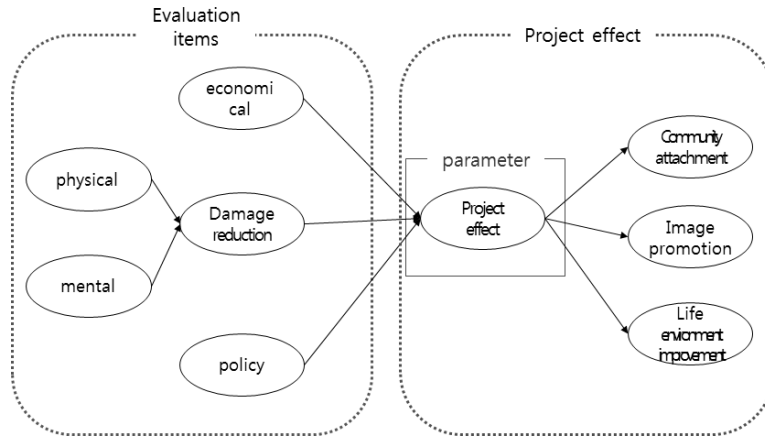 Evaluation
items
Project effect
economi
cal
physical
Damage
reduction
mental
policy
parameter
Project
effect
Community
attachment
Image
promotion
Life
environment
improvement